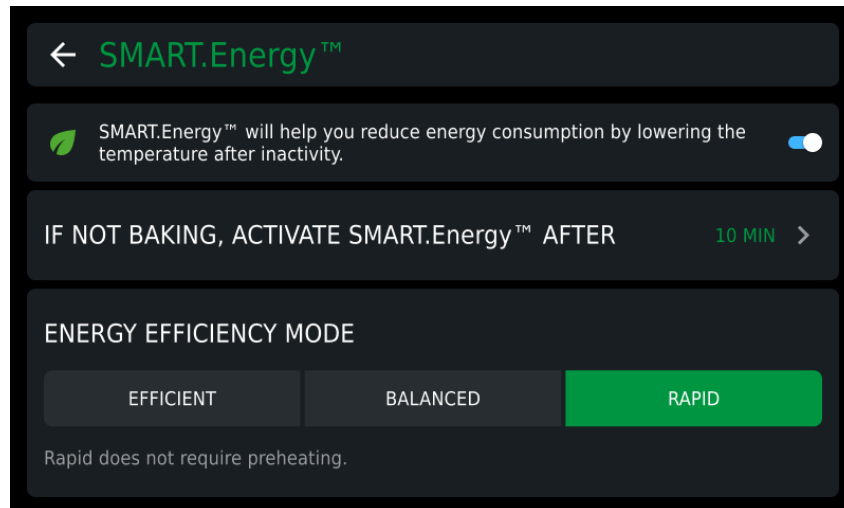 SMART.Energy™
SMART.Energy™ will help you reduce energy consumption by lowering the
temperature after inactivity.
IF NOT BAKING, ACTIVATE SMART.Energy™ AFTER 10 MIN
ENERGY EFFICIENCY MODE
EFFICIENT BALANCED RAPID
Rapid does not require preheating.